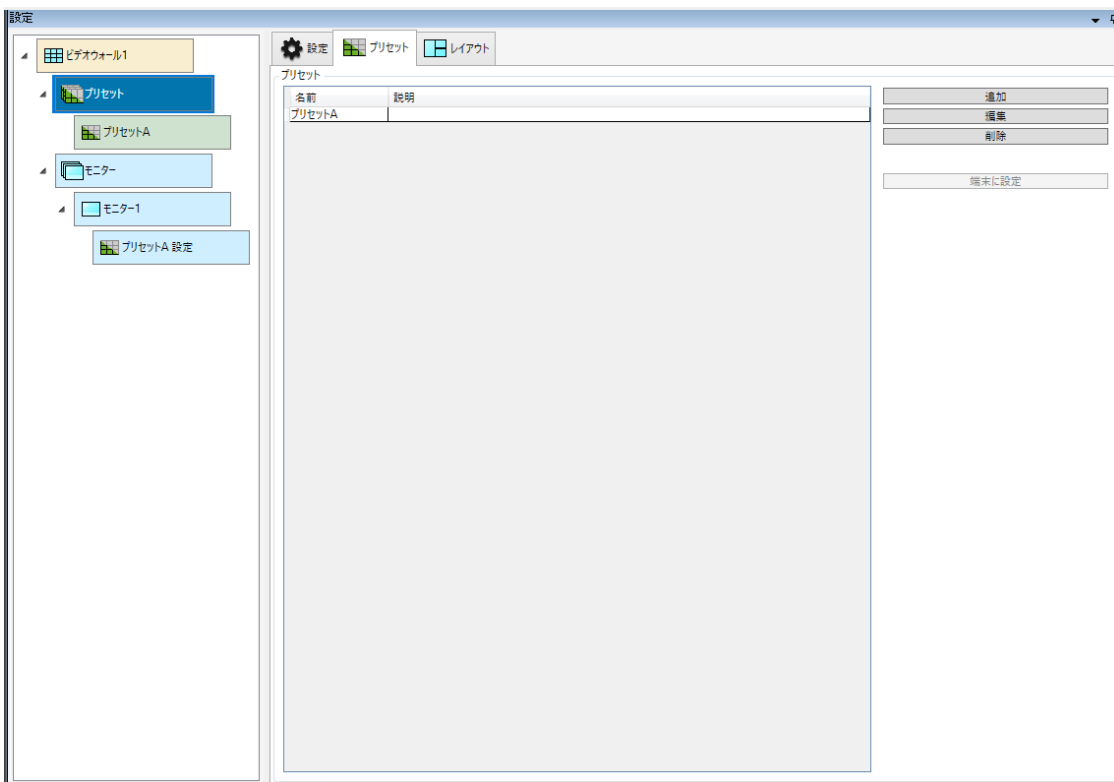 設定
ビデオウォール1
プリセット
プリセットA
モニター
モニター1
プリセットA 設定
設定 プリセット レイアウト
プリセット
名前 説明
プリセットA
追加
編集
削除
端末に設定